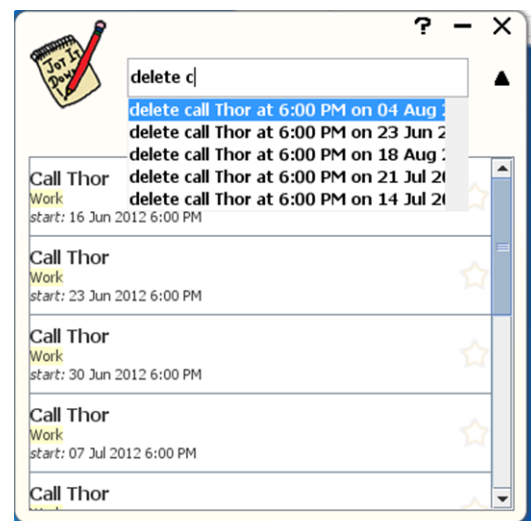 ?
JOT IT
DOWN
delete c
delete call Thor at 6:00 PM on 04 Aug
delete call Thor at 6:00 PM on 23 Jun 2
delete call Thor at 6:00 PM on 18 Aug
delete call Thor at 6:00 PM on 21 Jul 20
delete call Thor at 6:00 PM on 14 Jul 20
Call Thor
Work
start: 16 Jun 2012 6:00 PM
Call Thor
Work
start: 23 Jun 2012 6:00 PM
Call Thor
Work
start: 30 Jun 2012 6:00 PM
Call Thor
Work
start: 07 Jul 2012 6:00 PM
Call Thor